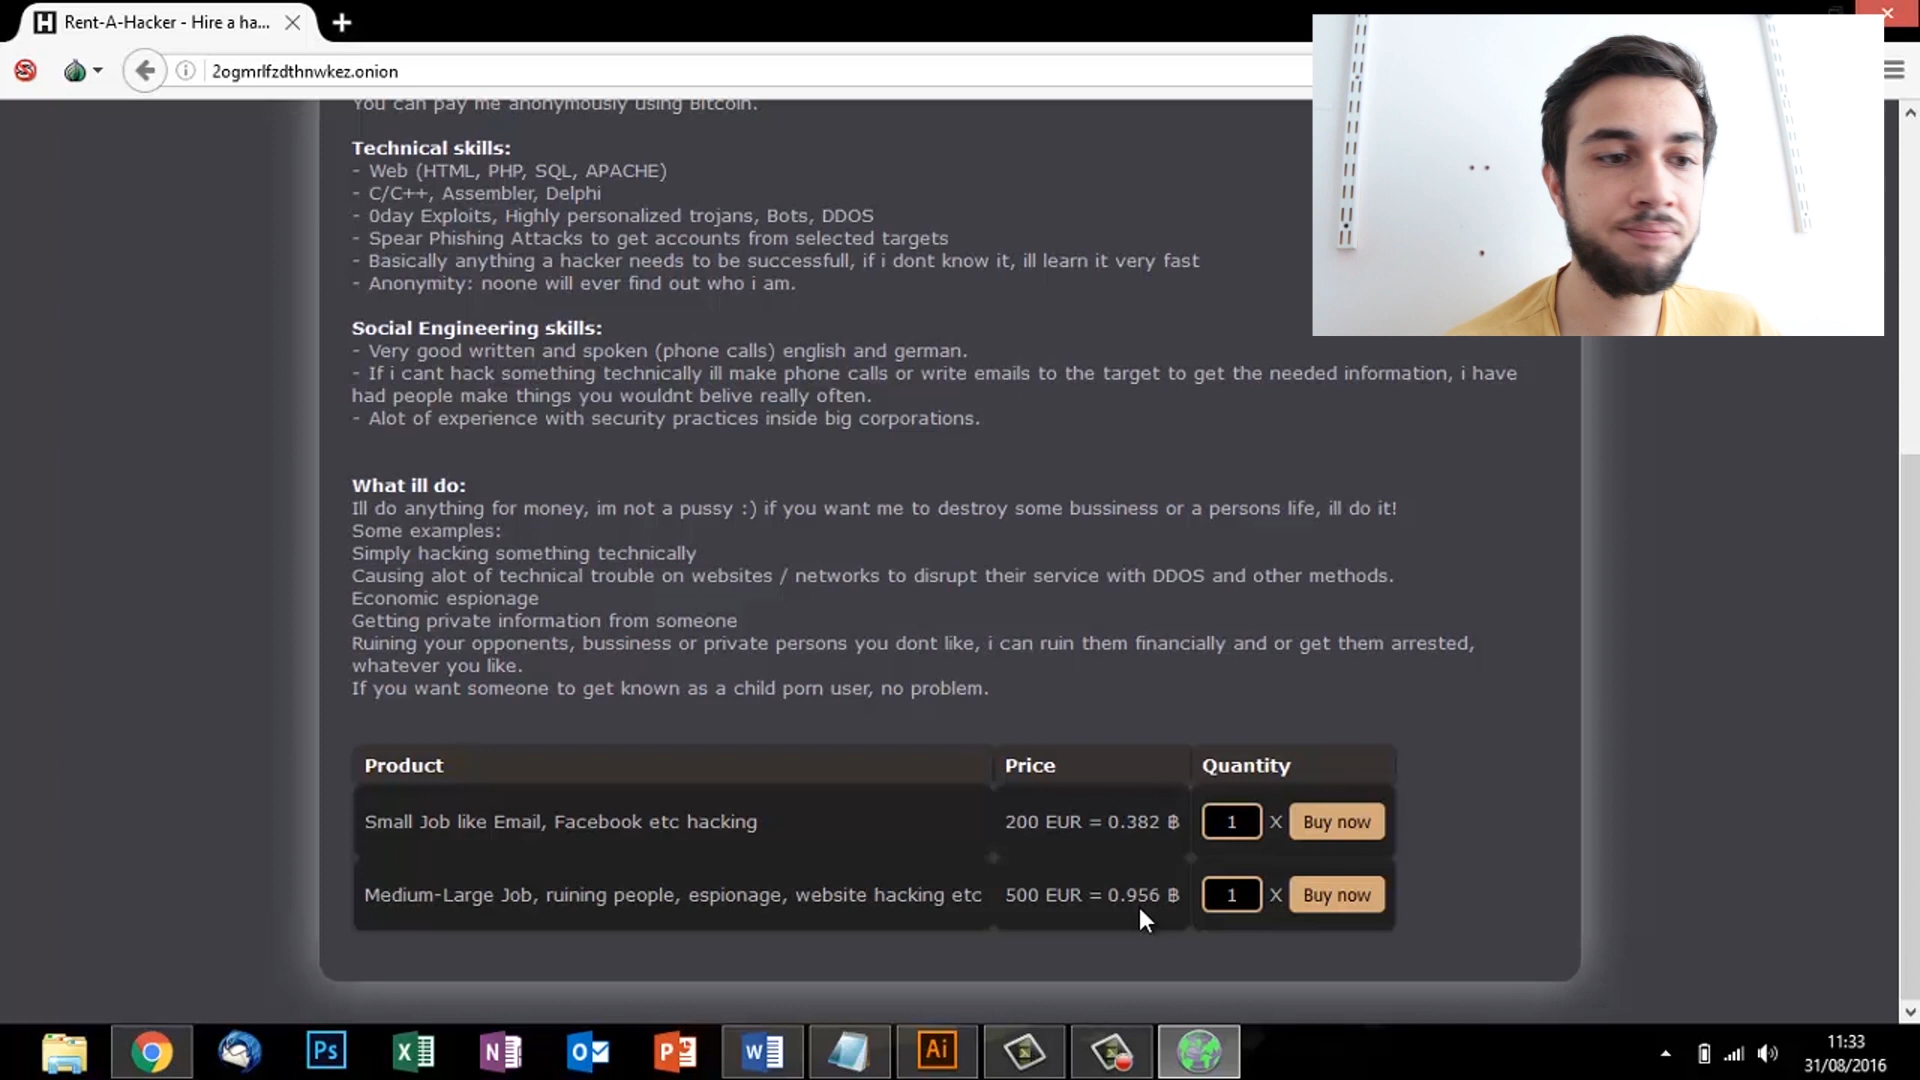 Rent-A-Hacker - Hire a ha...
2ogmrlfzdthnwkez.onion
You can pay me anonymously using Bitcoin.
Technical skills:
- Web (HTML, PHP, SQL, APACHE)
- C/C++, Assembler, Delphi
- 0day Exploits, Highly personalized trojans, Bots, DDOS
- Spear Phishing Attacks to get accounts from selected targets
- Basically anything a hacker needs to be successfull, if i dont know it, ill learn it very fast
- Anonymity: noone will ever find out who i am.
Social Engineering skills:
- Very good written and spoken (phone calls) english and german.
- If i cant hack something technically ill make phone calls or write emails to the target to get the needed information, i have
had people make things you wouldnt belive really often.
- Alot of experience with security practices inside big corporations.
What ill do:
Ill do anything for money, im not a pussy :) if you want me to destroy some bussiness or a persons life, ill do it!
Some examples:
Simply hacking something technically
Causing alot of technical trouble on websites / networks to disrupt their service with DDOS and other methods.
Economic espionage
Getting private information from someone
Ruining your opponents, bussiness or private persons you dont like, i can ruin them financially and or get them arrested,
whatever you like.
If you want someone to get known as a child porn user, no problem.
Product Price Quantity
Small Job like Email, Facebook etc hacking 200 EUR = 0.382 ฿ 1 X Buy now
Medium-Large Job, ruining people, espionage, website hacking etc 500 EUR = 0.956 ฿ 1 X Buy now
Ps
Ai
11:33
31/08/2016